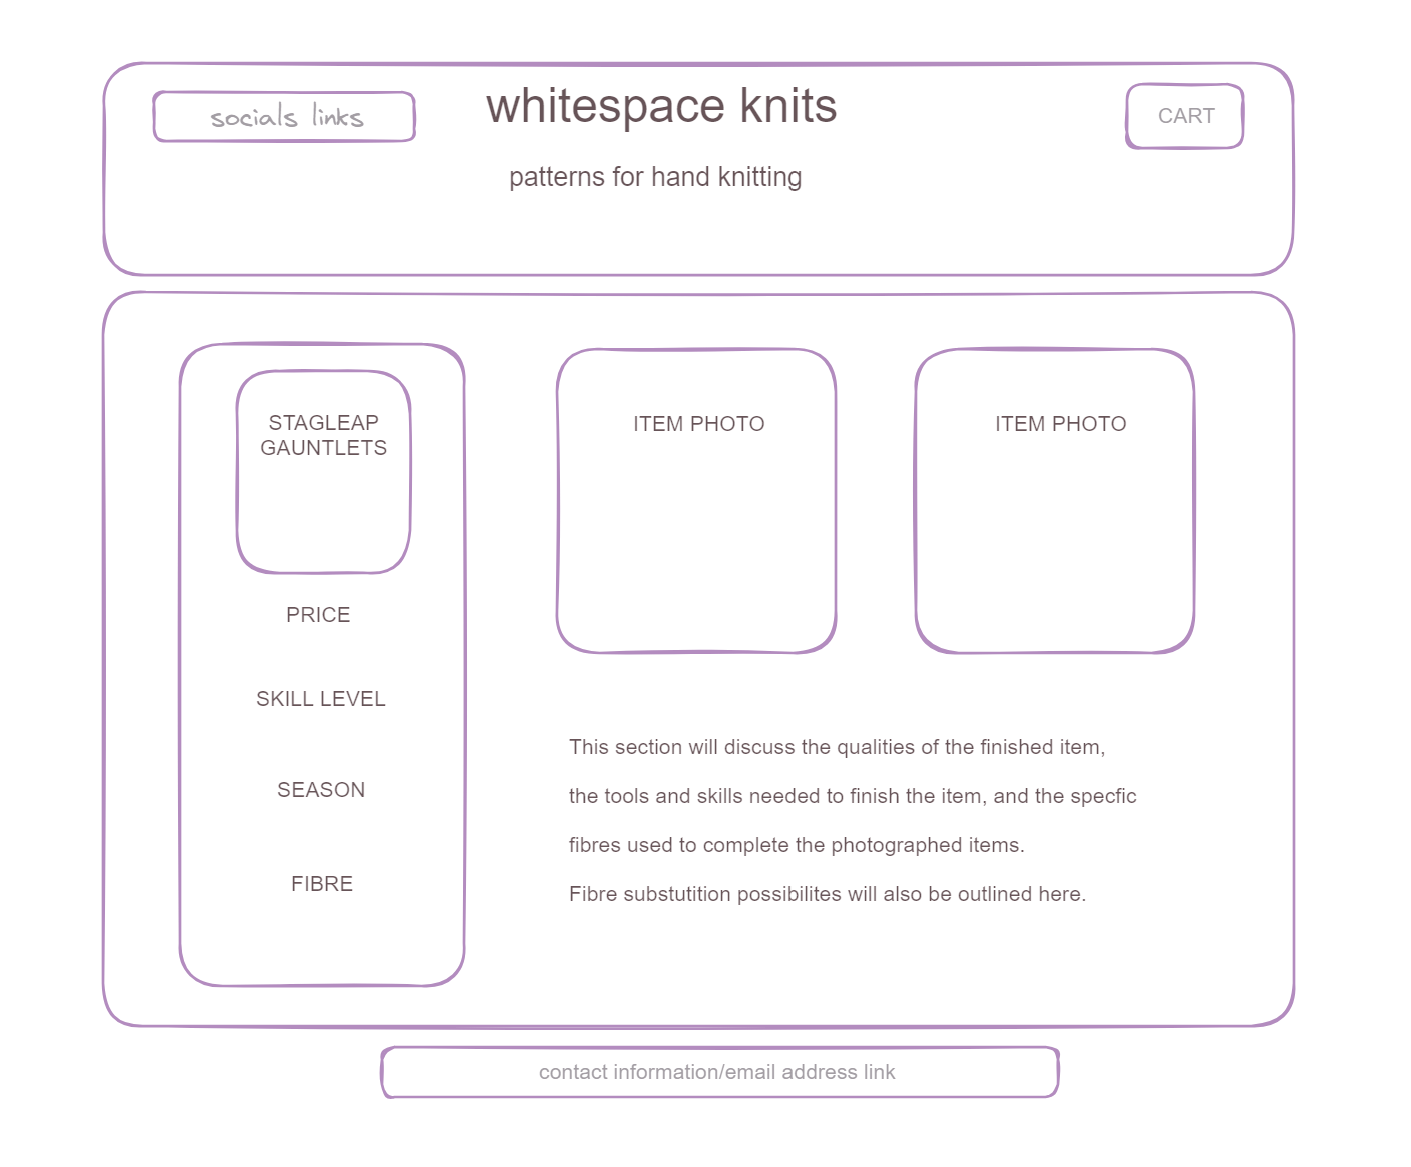 socials links
whitespace knits
CART
patterns for hand knitting
STAGLEAP
GAUNTLETS
PRICE
SKILL LEVEL
SEASON
FIBRE
ITEM PHOTO
ITEM PHOTO
This section will discuss the qualities of the finished item,
the tools and skills needed to finish the item, and the specfic
fibres used to complete the photographed items.
Fibre substutition possibilites will also be outlined here.
contact information/email address link